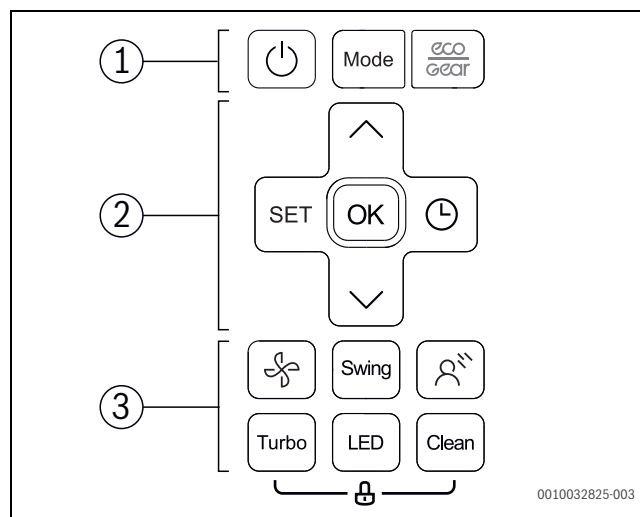 1
Mode
eco
Gear
2
SET
OK
3
Swing
Turbo
LED
Clean
0010032825-003